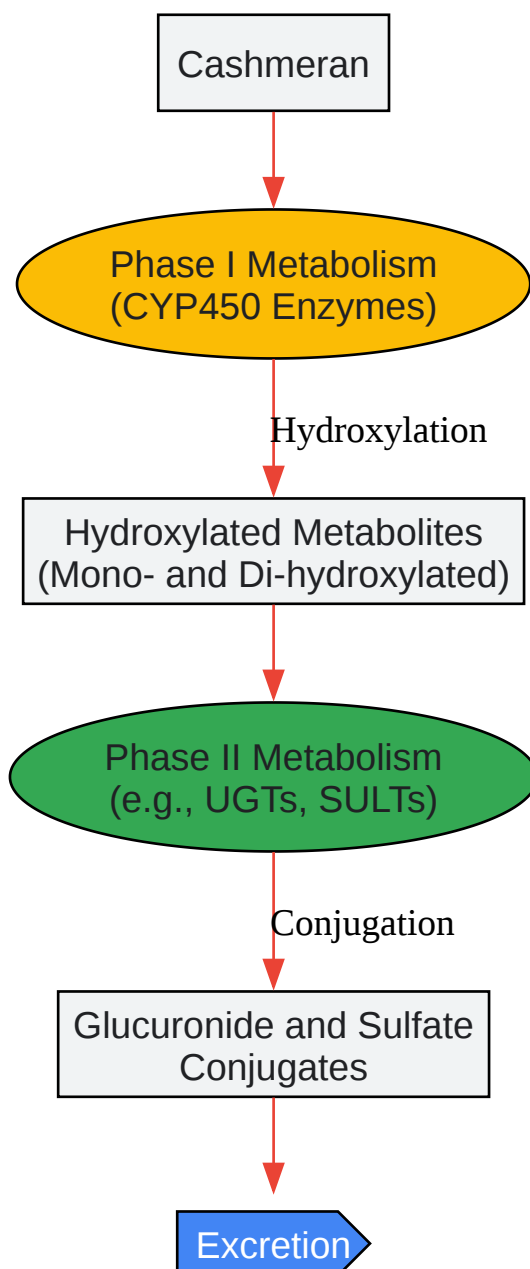 Cashmeran
Phase I Metabolism
(CYP450 Enzymes)
Hydroxylation
Hydroxylated Metabolites
(Mono- and Di-hydroxylated)
Phase II Metabolism
(e.g., UGTs, SULTs)
Conjugation
Glucuronide and Sulfate
Conjugates
Excretion